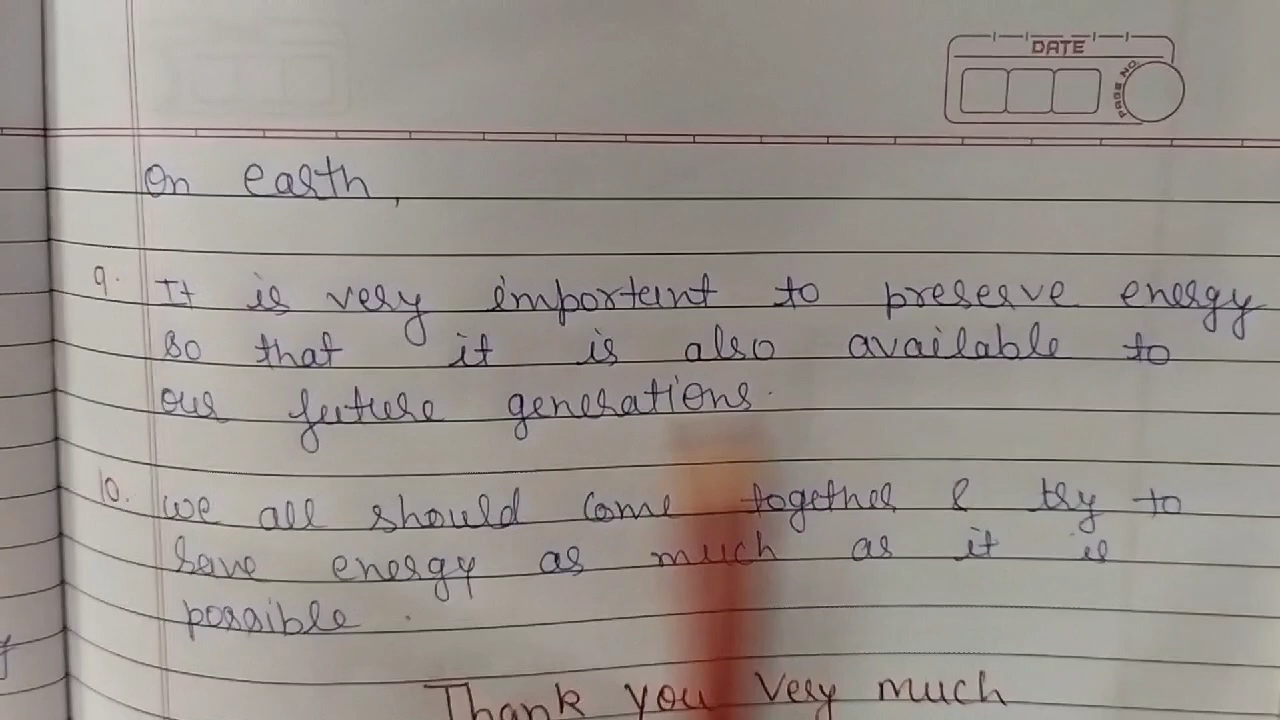 DATE
PAGE NO.
on earth,
9. It is very important to preserve energy
so that it is also available to
our future generations.
10. We all should come together & try to
save energy as much as it is
possible.
Thank you very much